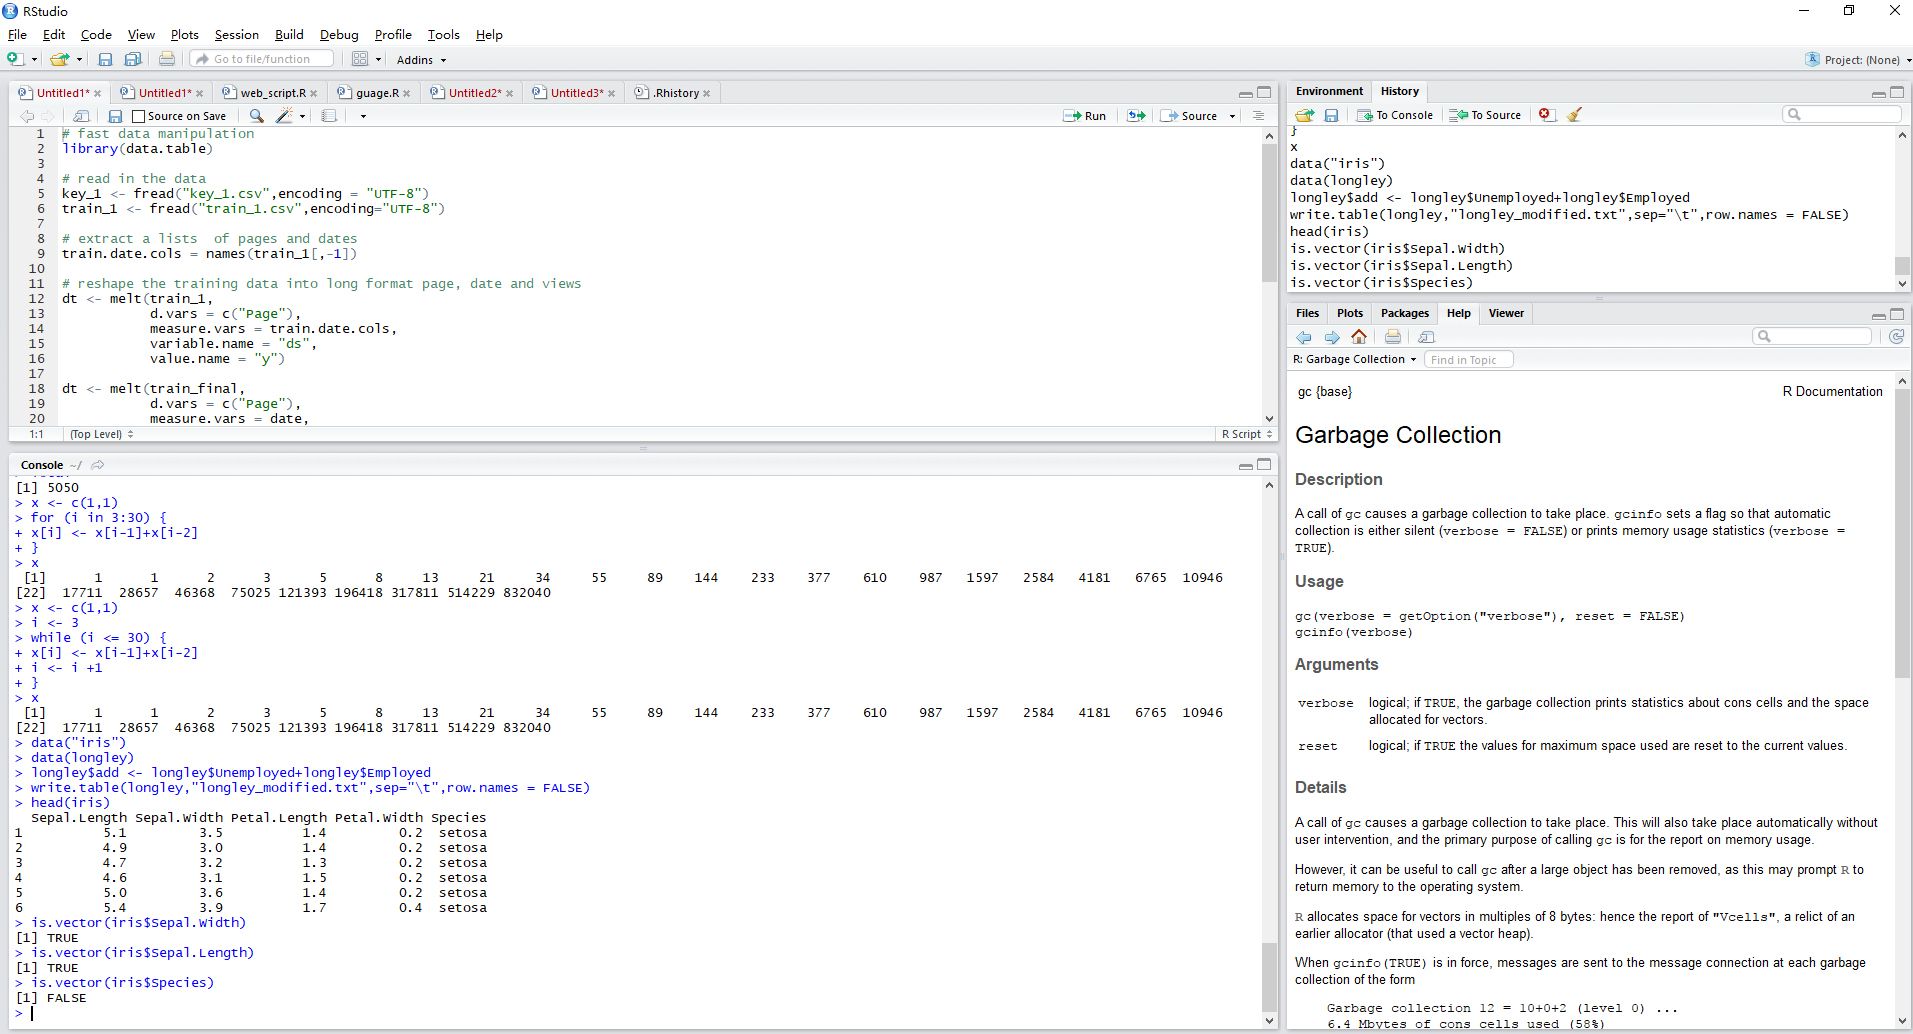 RStudio
File Edit Code View Plots Session Build Debug Profile Tools Help
Go to file/function Addins Project: (None)
Untitled1* Untitled1* web_script.R guage.R Untitled2* Untitled3* .Rhistory
Source on Save Run Source
1 # fast data manipulation
2 library(data.table)
3
4 # read in the data
5 key_1 <- fread("key_1.csv",encoding = "UTF-8")
6 train_1 <- fread("train_1.csv",encoding="UTF-8")
7
8 # extract a lists  of pages and dates
9 train.date.cols = names(train_1[,-1])
10
11 # reshape the training data into long format page, date and views
12 dt <- melt(train_1,
13            d.vars = c("Page"),
14            measure.vars = train.date.cols,
15            variable.name = "ds",
16            value.name = "y")
17
18 dt <- melt(train_final,
19            d.vars = c("Page"),
20            measure.vars = date,
1:1 (Top Level) R Script
Console ~/
[1] 5050
> x <- c(1,1)
> for (i in 3:30) {
+ x[i] <- x[i-1]+x[i-2]
+ }
> x
[1] 1 1 2 3 5 8 13 21 34 55 89 144 233 377 610 987 1597 2584 4181 6765 10946
[22] 17711 28657 46368 75025 121393 196418 317811 514229 832040
> x <- c(1,1)
> i <- 3
> while (i <= 30) {
+ x[i] <- x[i-1]+x[i-2]
+ i <- i +1
+ }
> x
[1] 1 1 2 3 5 8 13 21 34 55 89 144 233 377 610 987 1597 2584 4181 6765 10946
[22] 17711 28657 46368 75025 121393 196418 317811 514229 832040
> data("iris")
> data(longley)
> longley$add <- longley$Unemployed+longley$Employed
> write.table(longley,"longley_modified.txt",sep="\t",row.names = FALSE)
> head(iris)
Sepal.Length Sepal.Width Petal.Length Petal.Width Species
1 5.1 3.5 1.4 0.2 setosa
2 4.9 3.0 1.4 0.2 setosa
3 4.7 3.2 1.3 0.2 setosa
4 4.6 3.1 1.5 0.2 setosa
5 5.0 3.6 1.4 0.2 setosa
6 5.4 3.9 1.7 0.4 setosa
> is.vector(iris$Sepal.Width)
[1] TRUE
> is.vector(iris$Sepal.Length)
[1] TRUE
> is.vector(iris$Species)
[1] FALSE
>
Environment History
To Console To Source
}
x
data("iris")
data(longley)
longley$add <- longley$Unemployed+longley$Employed
write.table(longley,"longley_modified.txt",sep="\t",row.names = FALSE)
head(iris)
is.vector(iris$Sepal.Width)
is.vector(iris$Sepal.Length)
is.vector(iris$Species)
Files Plots Packages Help Viewer
R: Garbage Collection Find in Topic
gc {base} R Documentation
Garbage Collection
Description
A call of gc causes a garbage collection to take place. gcinfo sets a flag so that automatic
collection is either silent (verbose = FALSE) or prints memory usage statistics (verbose =
TRUE).
Usage
gc(verbose = getOption("verbose"), reset = FALSE)
gcinfo(verbose)
Arguments
verbose logical; if TRUE, the garbage collection prints statistics about cons cells and the space
allocated for vectors.
reset logical; if TRUE the values for maximum space used are reset to the current values.
Details
A call of gc causes a garbage collection to take place. This will also take place automatically without
user intervention, and the primary purpose of calling gc is for the report on memory usage.
However, it can be useful to call gc after a large object has been removed, as this may prompt R to
return memory to the operating system.
R allocates space for vectors in multiples of 8 bytes: hence the report of "Vcells", a relict of an
earlier allocator (that used a vector heap).
When gcinfo(TRUE) is in force, messages are sent to the message connection at each garbage
collection of the form
Garbage collection 12 = 10+0+2 (level 0) ...
6.4 Mbytes of cons cells used (58%)